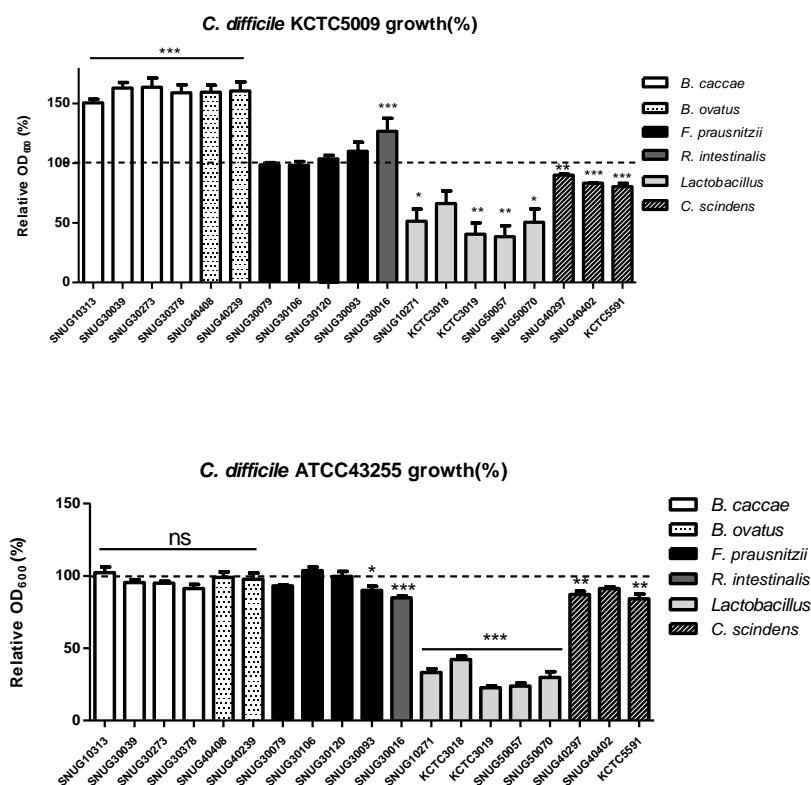 C. difficile KCTC5009 growth(%)
***
Relative OD600 (%)
150
100
50
0
***
*
**
**
*
**
***
***
SNUG10313
SNUG30039
SNUG30273
SNUG30378
SNUG40408
SNUG40239
SNUG30079
SNUG30106
SNUG30120
SNUG30093
SNUG30016
SNUG10271
KCTC3018
KCTC3019
SNUG50057
SNUG50070
SNUG40297
SNUG40402
KCTC5591
B. caccae
B. ovatus
F. prausnitzii
R. intestinalis
Lactobacillus
C. scindens
C. difficile ATCC43255 growth(%)
Relative OD600 (%)
150
100
50
0
ns
*
***
***
**
**
SNUG10313
SNUG30039
SNUG30273
SNUG30378
SNUG40408
SNUG40239
SNUG30079
SNUG30106
SNUG30120
SNUG30093
SNUG30016
SNUG10271
KCTC3018
KCTC3019
SNUG50057
SNUG50070
SNUG40297
SNUG40402
KCTC5591
B. caccae
B. ovatus
F. prausnitzii
R. intestinalis
Lactobacillus
C. scindens